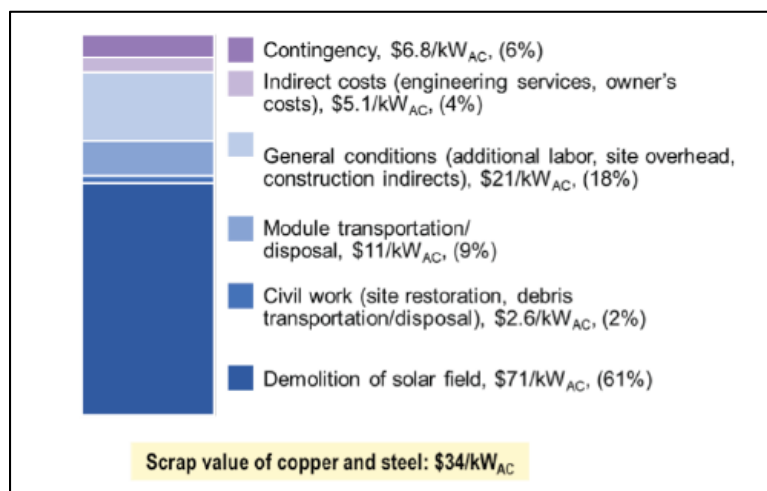 Contingency, $6.8/kWAC, (6%)
Indirect costs (engineering services, owner's
costs), $5.1/kWAC, (4%)
General conditions (additional labor, site overhead,
construction indirects), $21/kWAC, (18%)
Module transportation/
disposal, $11/kWAC, (9%)
Civil work (site restoration, debris
transportation/disposal), $2.6/kWAC, (2%)
Demolition of solar field, $71/kWAC, (61%)
Scrap value of copper and steel: $34/kWAC